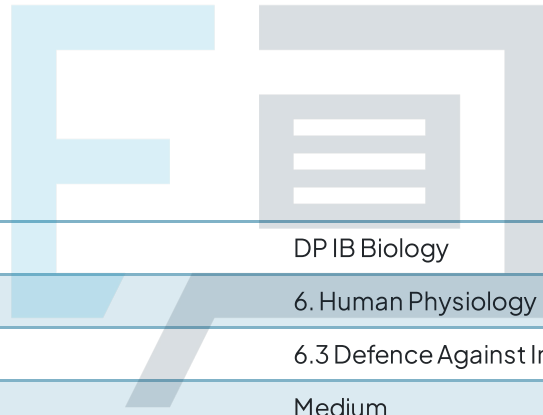 DP IB Biology
6. Human Physiology
6.3 Defence Against
Medium